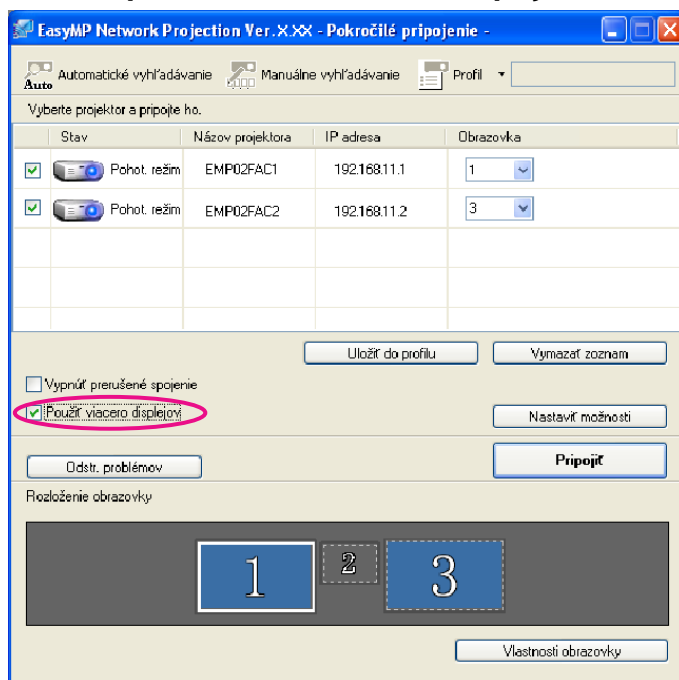 EasyMP Network Projection Ver.X.XX - Pokročilé pripojenie -
Auto Automatické vyhľadávanie Manuálne vyhľadávanie Profil
Vyberte projektor a pripojte ho.
Stav Názov projektora IP adresa Obrazovka
Pohot. režim EMP02FAC1 192.168.11.1 1
Pohot. režim EMP02FAC2 192.168.11.2 3
Uložiť do profilu Vymazať zoznam
Vypnúť prerušené spojenie
Použiť viacero displejov Nastaviť možnosti
Odstr. problémov Pripojiť
Rozloženie obrazovky
1 2 3
Vlastnosti obrazovky